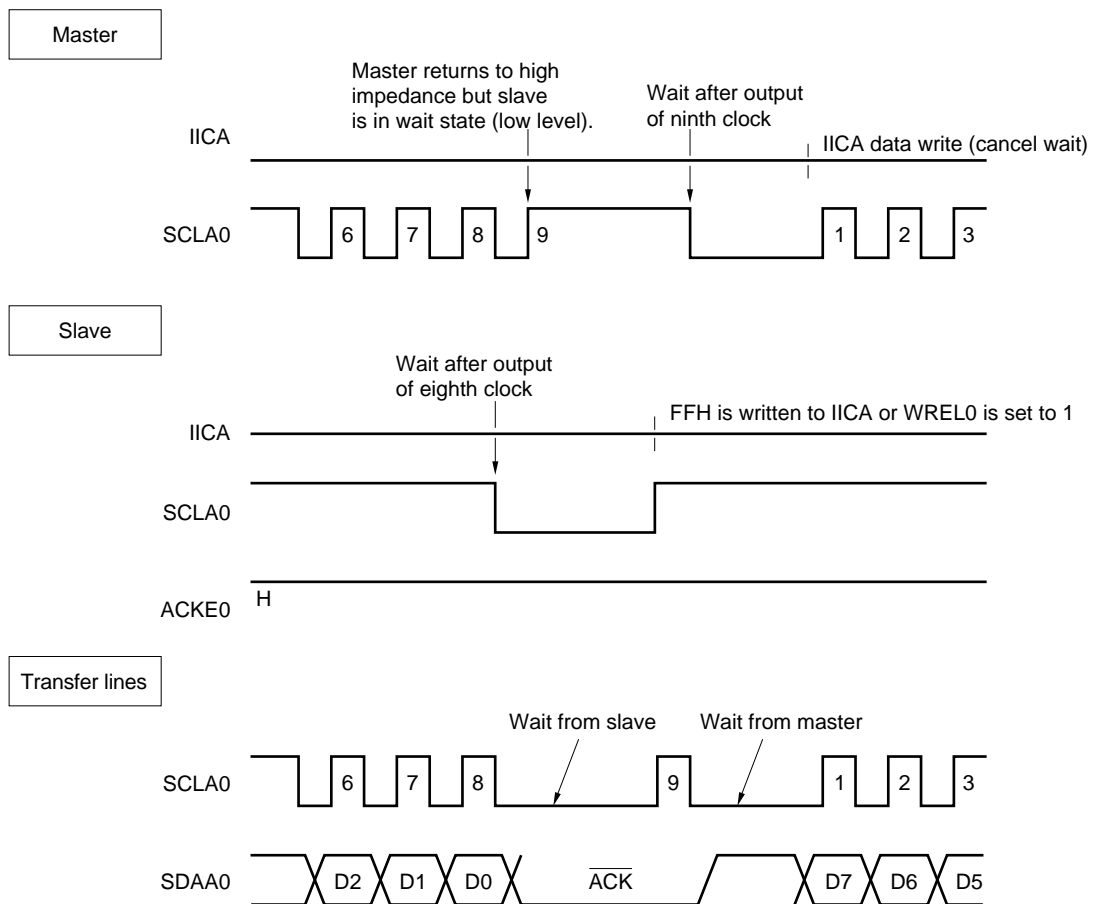 Master
Master returns to high
impedance but slave
is in wait state (low level).
Wait after output
of ninth clock
IICA
IICA data write (cancel wait)
SCLA0
6 7 8 9 1 2 3
Slave
Wait after output
of eighth clock
FFH is written to IICA or WREL0 is set to 1
IICA
SCLA0
ACKE0 H
Transfer lines
Wait from slave Wait from master
SCLA0 6 7 8 9 1 2 3
SDAA0 D2 D1 D0 ACK D7 D6 D5